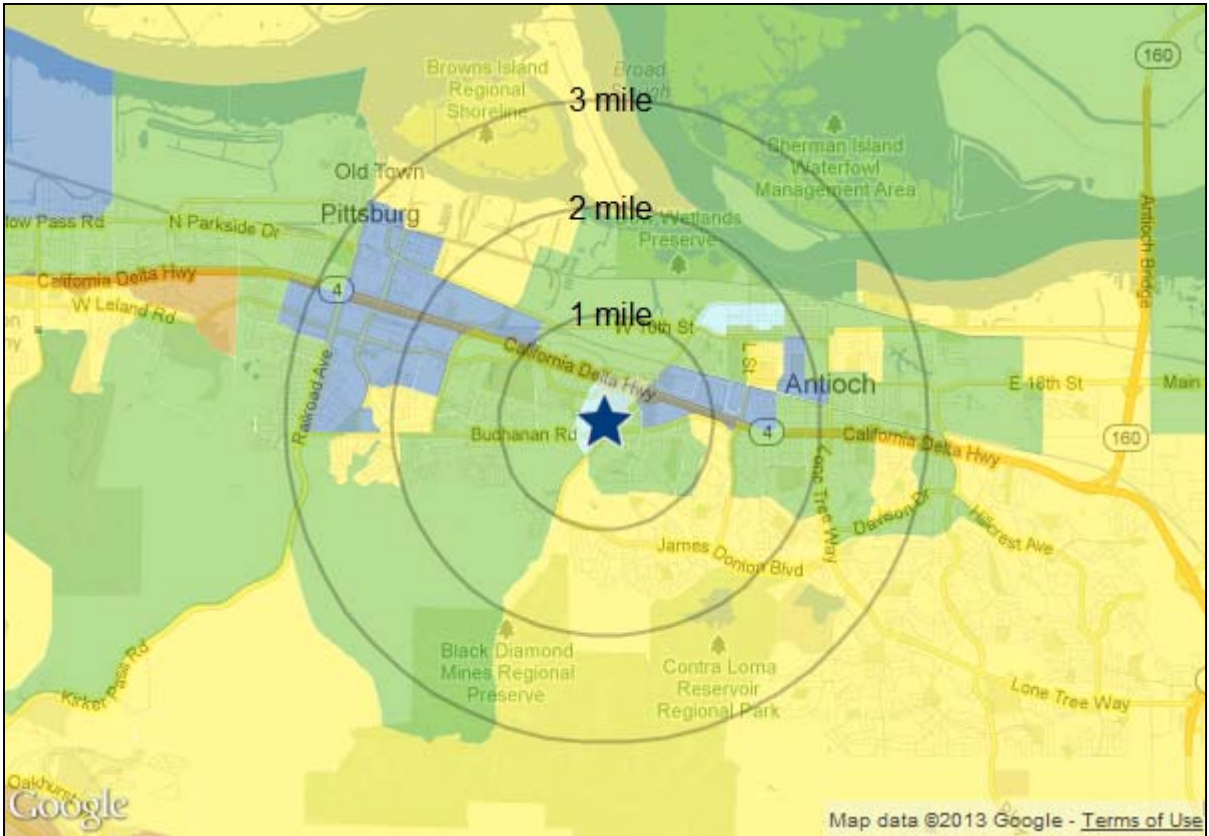 160
Browns Island
Regional
Shoreline
Broad
3 mile
Sherman Island
Waterfowl
Management Area
Old Town
Pittsburg
2 mile
Wetlands
Preserve
Antioch Bridge
low Pass Rd
N Parkside Dr
California Delta Hwy
4
W Leland Rd
1 mile
W 10th St
L St
California Delta Hwy
Antioch
E 18th St
Main
Railroad Ave
Buchanan Rd
4
California Delta Hwy
160
Lone Tree Way
Davison Dr
Hillcrest Ave
James Donlon Blvd
Black Diamond
Mines Regional
Preserve
Contra Loma
Reservoir
Regional Park
Kirker Pass Rd
Lone Tree Way
Oakhurst
Google
Map data ©2013 Google - Terms of Use